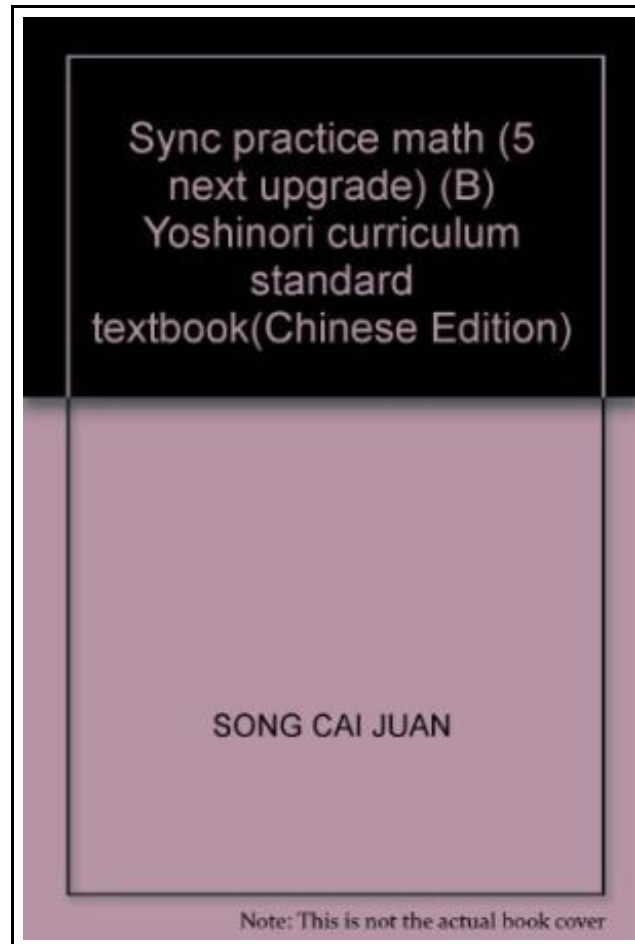 Sync practice math (5
next upgrade) (B)
Yoshinori curriculum
standard
textbook(Chinese Edition)
SONG CAI JUAN
Note: This is not the actual book cover